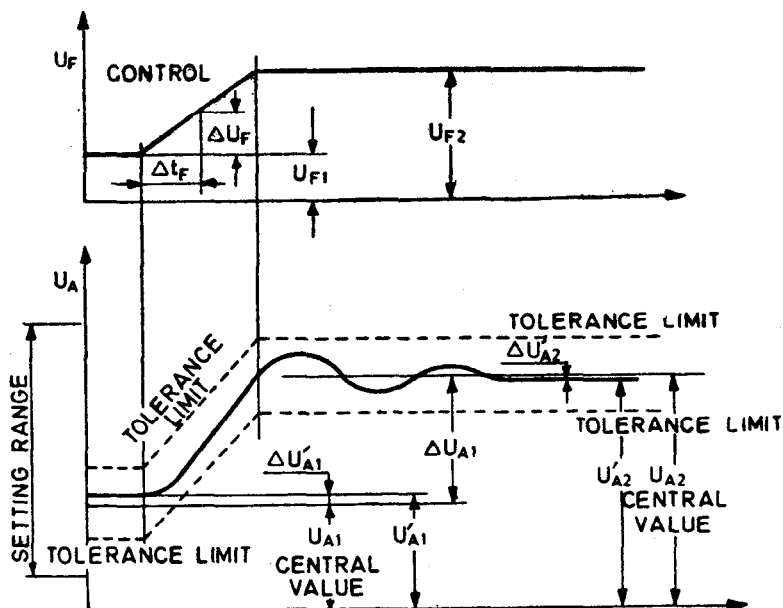 U_F
CONTROL
ΔU_F
Δt_F
U_F1
U_F2
U_A
SETTING RANGE
TOLERANCE LIMIT
TOLERANCE
LIMIT
ΔU'_A2
TOLERANCE LIMIT
ΔU_A1
ΔU'_A1
U_A1
CENTRAL
VALUE
U'_A1
U'_A2
U_A2
CENTRAL
VALUE
TOLERANCE LIMIT